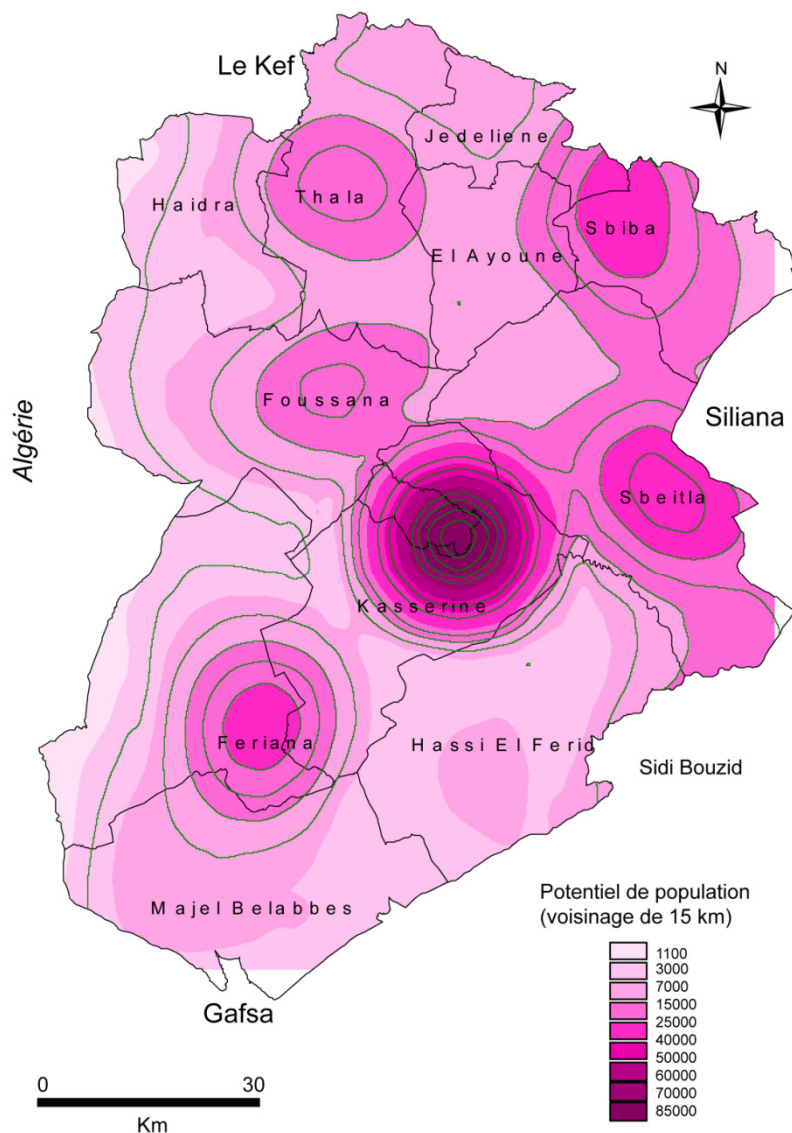 Le Kef
N
Jedeliene
Haidra
Thala
Sbiba
El Ayoune
Foussana
Siliana
Algérie
Sbeitla
Kasserine
Feriana
Hassi El Ferid
Sidi Bouzid
Majel Belabbes
Potentiel de population
(voisinage de 15 km)
1100
3000
7000
15000
25000
40000
50000
60000
70000
85000
Gafsa
0 30
Km